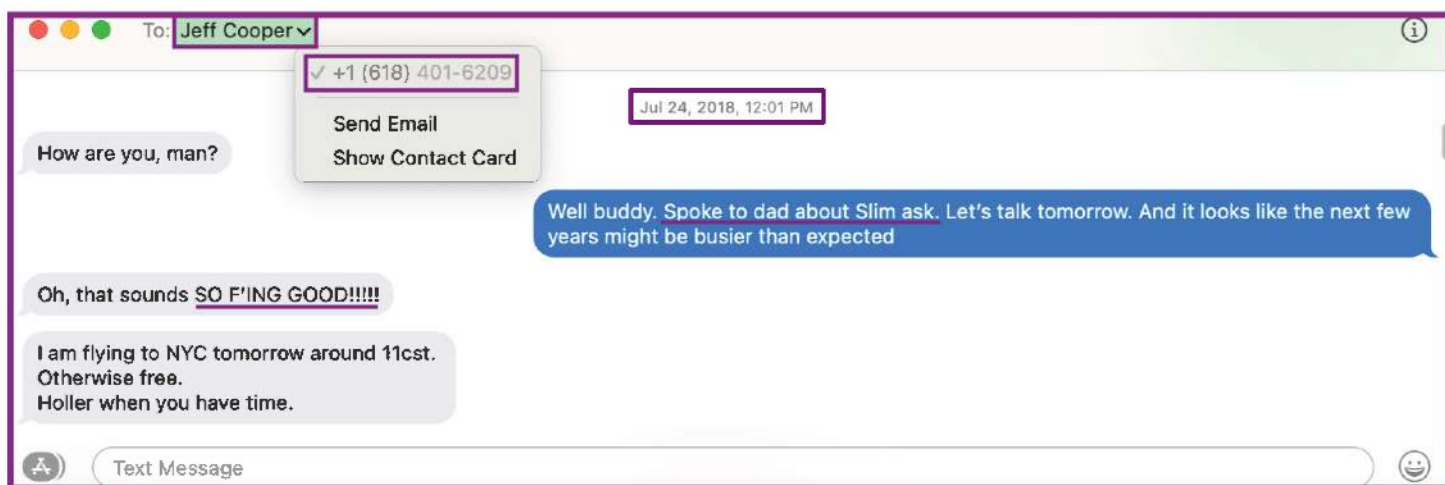 To: Jeff Cooper
+1 (618) 401-6209
Send Email
Show Contact Card
Jul 24, 2018, 12:01 PM
How are you, man?
Well buddy. Spoke to dad about Slim ask. Let's talk tomorrow. And it looks like the next few
years might be busier than expected
Oh, that sounds SO F'ING GOOD!!!!!
I am flying to NYC tomorrow around 11cst.
Otherwise free.
Holler when you have time.
Text Message